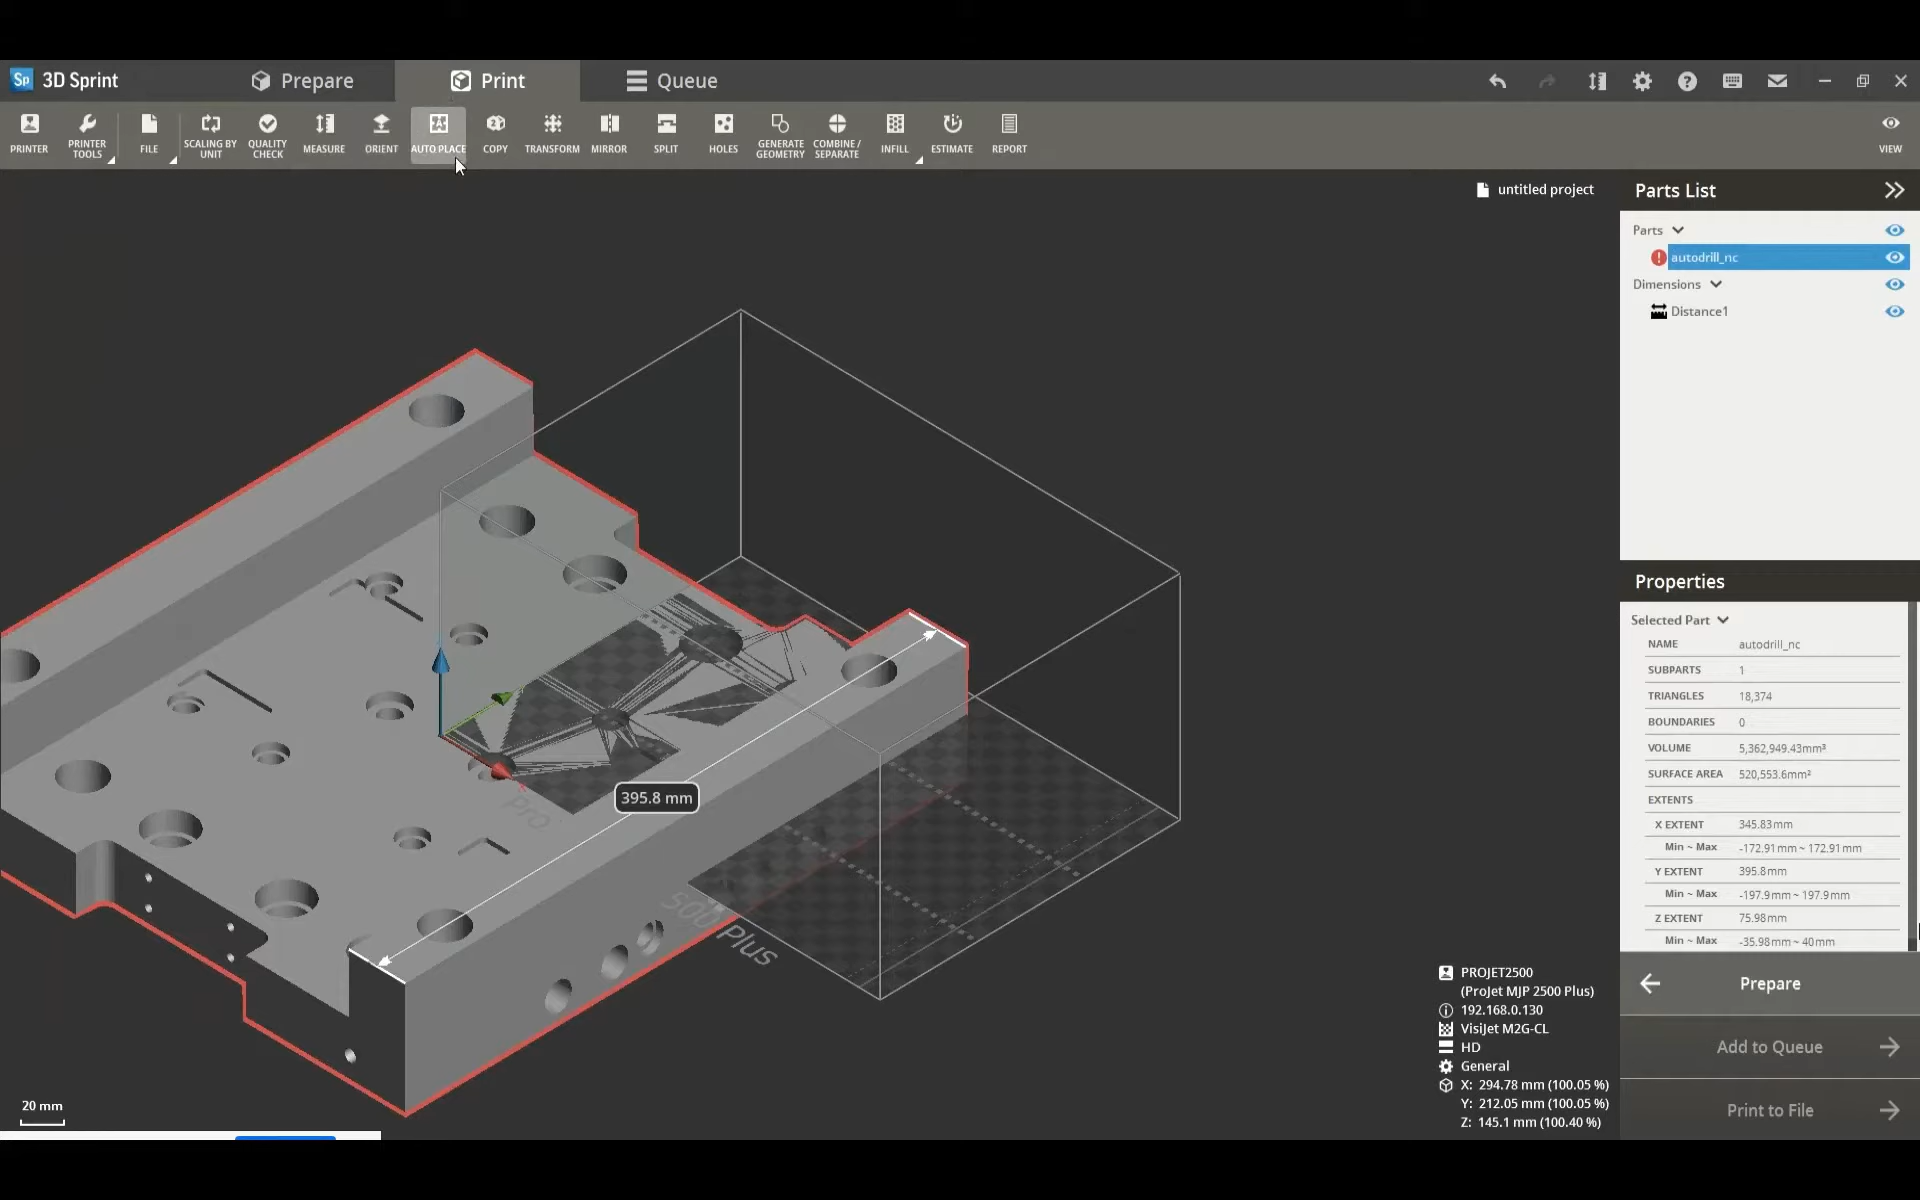 Sp 3D Sprint
Prepare
Print
Queue
PRINTER
PRINTER TOOLS
FILE
SCALING BY UNIT
QUALITY CHECK
MEASURE
ORIENT
AUTO PLACE
COPY
TRANSFORM
MIRROR
SPLIT
HOLES
GENERATE GEOMETRY
COMBINE / SEPARATE
INFILL
ESTIMATE
REPORT
VIEW
untitled project
Parts List
Parts
autodrill_nc
Dimensions
Distance1
395.8 mm
Pro
500 Plus
Properties
Selected Part
NAME autodrill_nc
SUBPARTS 1
TRIANGLES 18,374
BOUNDARIES 0
VOLUME 5,362,949.43mm³
SURFACE AREA 520,553.6mm²
EXTENTS
X EXTENT 345.83mm
Min ~ Max -172.91mm ~ 172.91mm
Y EXTENT 395.8mm
Min ~ Max -197.9mm ~ 197.9mm
Z EXTENT 75.98mm
Min ~ Max -35.98mm ~ 40mm
PROJET2500
(ProJet MJP 2500 Plus)
192.168.0.130
VisiJet M2G-CL
HD
General
X: 294.78 mm (100.05 %)
Y: 212.05 mm (100.05 %)
Z: 145.1 mm (100.40 %)
Prepare
Add to Queue
Print to File
20 mm